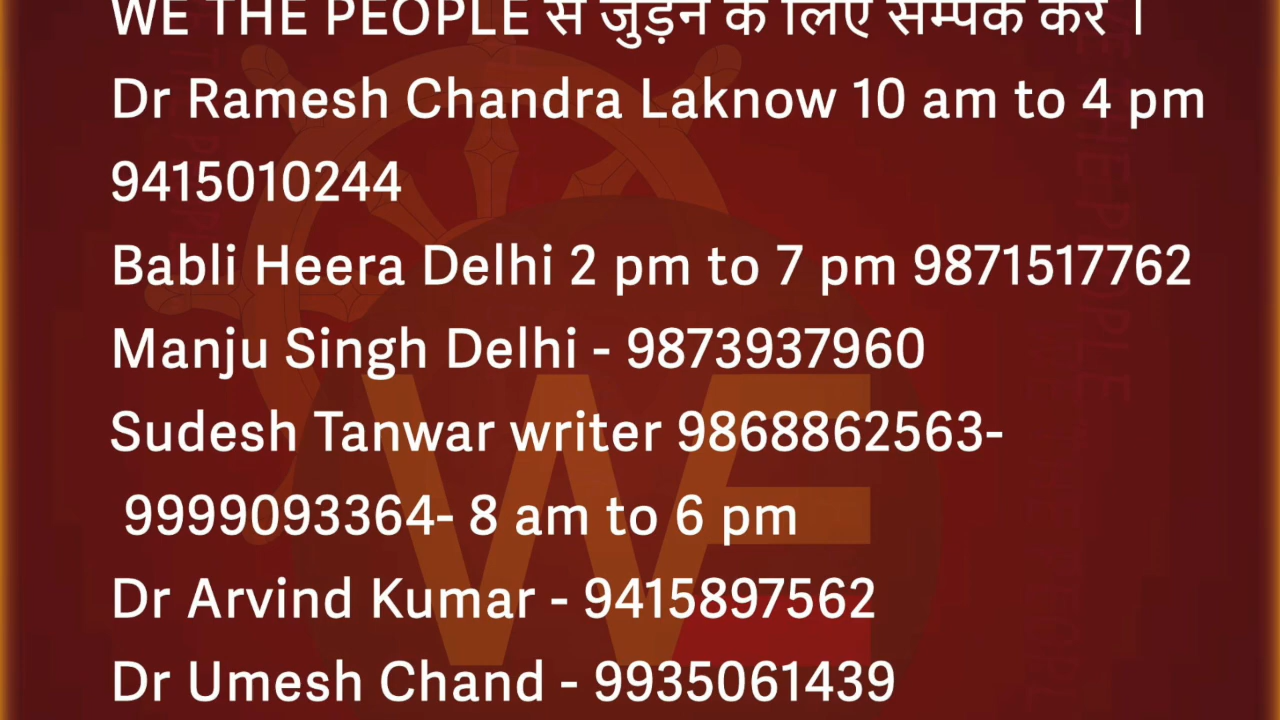 WE THE PEOPLE से जुड़ने के लिए सम्पर्क करें ।
Dr Ramesh Chandra Laknow 10 am to 4 pm
9415010244
Babli Heera Delhi 2 pm to 7 pm 9871517762
Manju Singh Delhi - 9873937960
Sudesh Tanwar writer 9868862563-
9999093364- 8 am to 6 pm
Dr Arvind Kumar - 9415897562
Dr Umesh Chand - 9935061439
WE